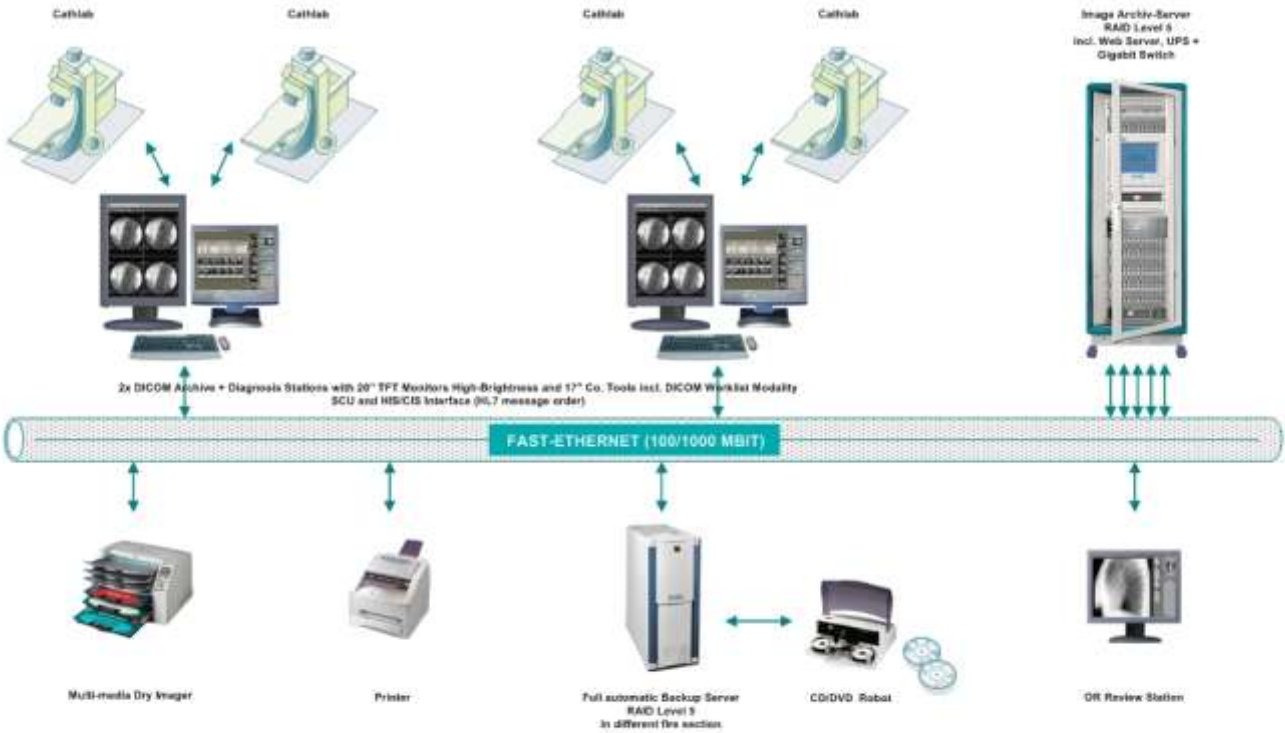 Cathlab
Cathlab
Cathlab
Cathlab
Image Archiv-Server
RAID Level 5
incl. Web Server, UPS +
Gigabit Switch
2x DICOM Archive + Diagnosis Stations with 20" TFT Monitors High-Brightness and 17" Co. Tools incl. DICOM Worklist Modality
SCU and HIS/CIS Interface (HL7 message order)
FAST-ETHERNET (100/1000 MBIT)
Multi-media Dry Imager
Printer
Full automatic Backup Server
RAID Level 5
In different fire section
CD/DVD Robot
OR Review Station